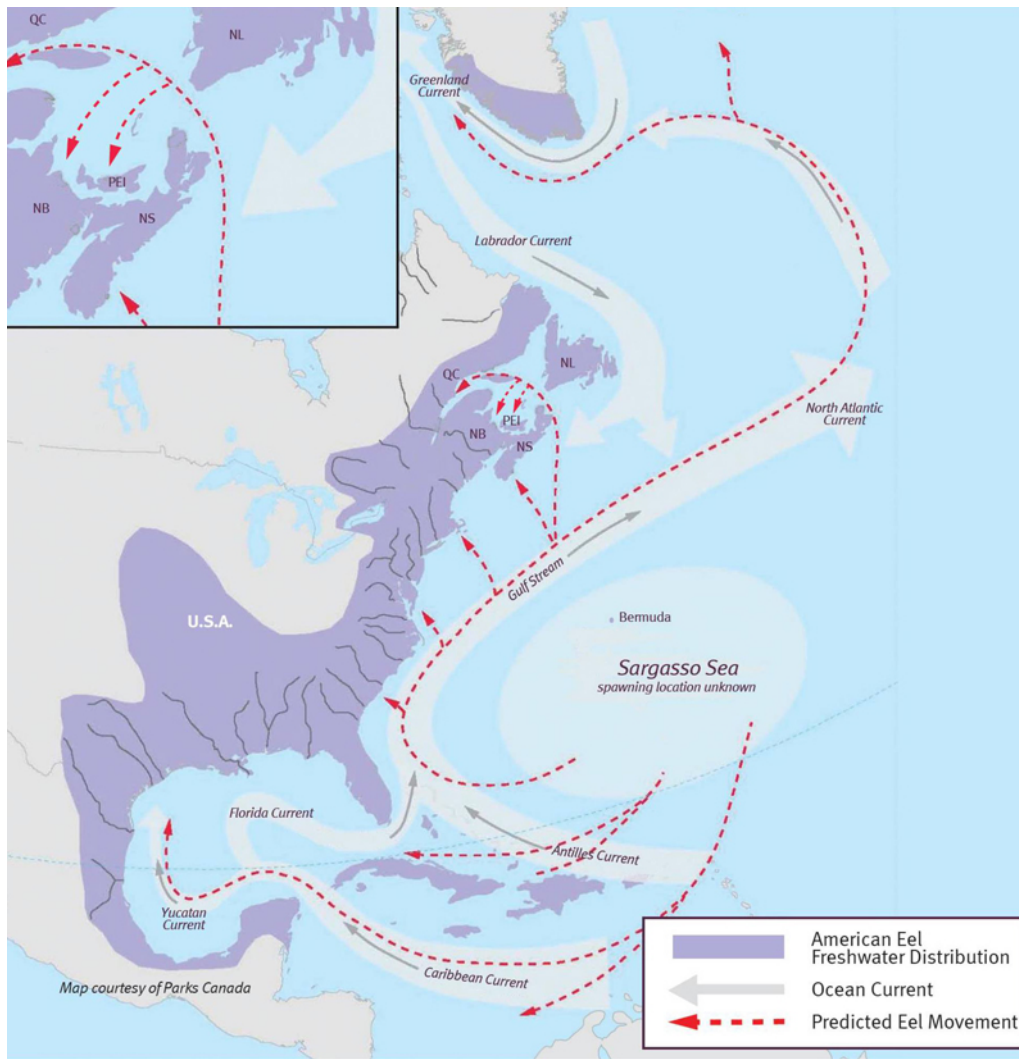 QC
NL
PEI
NB
NS
Greenland
Current
Labrador Current
QC
NL
PEI
NB
NS
North Atlantic
Current
Gulf Stream
U.S.A.
Bermuda
Sargasso Sea
spawning location unknown
Florida Current
Antilles Current
Yucatan
Current
Caribbean Current
Map courtesy of Parks Canada
American Eel
Freshwater Distribution
Ocean Current
Predicted Eel Movement